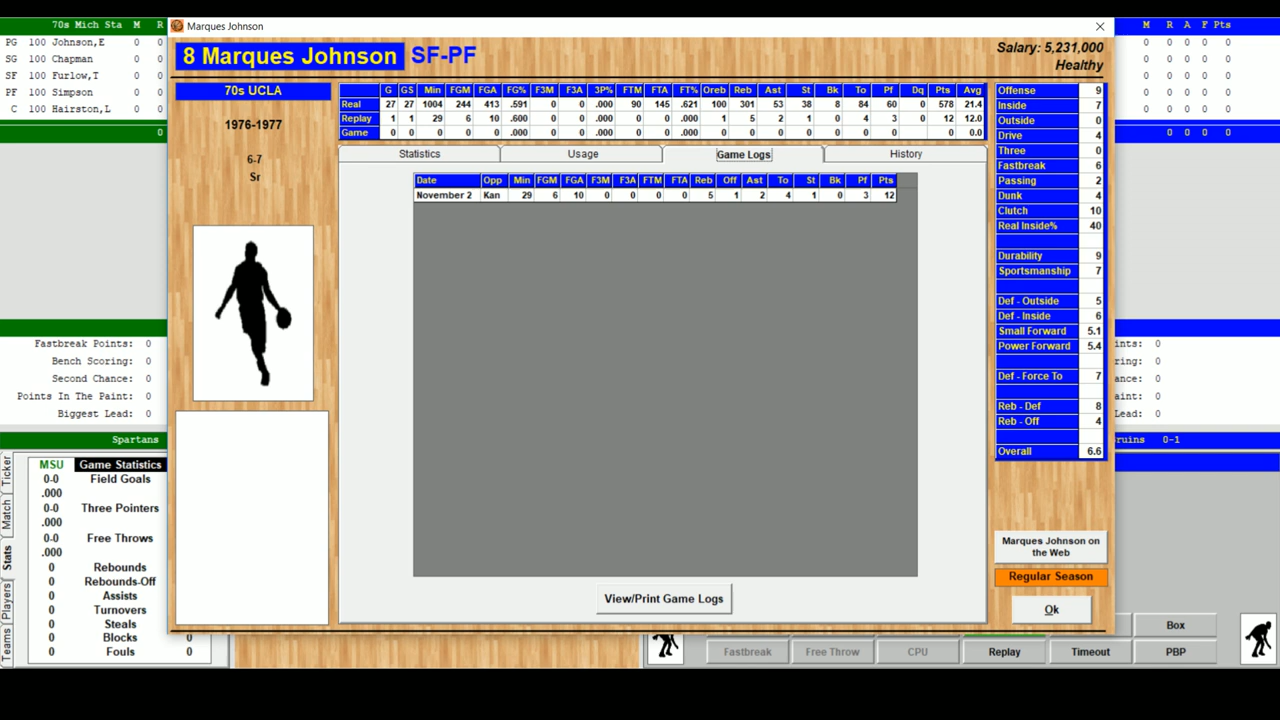 Marques Johnson
70s Mich Sta M R
PG 100 Johnson,E 0 0
SG 100 Chapman 0 0
SF 100 Furlow,T 0 0
PF 100 Simpson 0 0
C 100 Hairston,L 0 0
0
Fastbreak Points: 0
Bench Scoring: 0
Second Chance: 0
Points In The Paint: 0
Biggest Lead: 0
Spartans
Ticker
Match
Stats
Players
Teams
MSU Game Statistics
0-0 Field Goals
.000
0-0 Three Pointers
.000
0-0 Free Throws
.000
0 Rebounds
0 Rebounds-Off
0 Assists
0 Turnovers
0 Steals
0 Blocks 0
0 Fouls 0
8 Marques Johnson SF-PF
Salary: 5,231,000
Healthy
70s UCLA
1976-1977
6-7
Sr
G GS Min FGM FGA FG% F3M F3A 3P% FTM FTA FT% Oreb Reb Ast St Bk To Pf Dq Pts Avg
Real 27 27 1004 244 413 .591 0 0 .000 90 145 .621 100 301 53 38 8 84 60 0 578 21.4
Replay 1 1 29 6 10 .600 0 0 .000 0 0 .000 1 5 2 1 0 4 3 0 12 12.0
Game 0 0 0 0 0 .000 0 0 .000 0 0 .000 0 0 0 0 0 0 0 0 0 0.0
Statistics Usage Game Logs History
Date Opp Min FGM FGA F3M F3A FTM FTA Reb Off Ast To St Bk Pf Pts
November 2 Kan 29 6 10 0 0 0 0 5 1 2 4 1 0 3 12
View/Print Game Logs
Offense 9
Inside 7
Outside 0
Drive 4
Three 0
Fastbreak 6
Passing 2
Dunk 4
Clutch 10
Real Inside% 40
Durability 9
Sportsmanship 7
Def - Outside 5
Def - Inside 6
Small Forward 5.1
Power Forward 5.4
Def - Force To 7
Reb - Def 8
Reb - Off 4
Overall 6.6
Marques Johnson on
the Web
Regular Season
Ok
M R A F Pts
0 0 0 0 0
0 0 0 0 0
0 0 0 0 0
0 0 0 0 0
0 0 0 0 0
0 0 0 0
ints: 0
ring: 0
ance: 0
aint: 0
Lead: 0
ruins 0-1
Box
Fastbreak Free Throw CPU Replay Timeout PBP